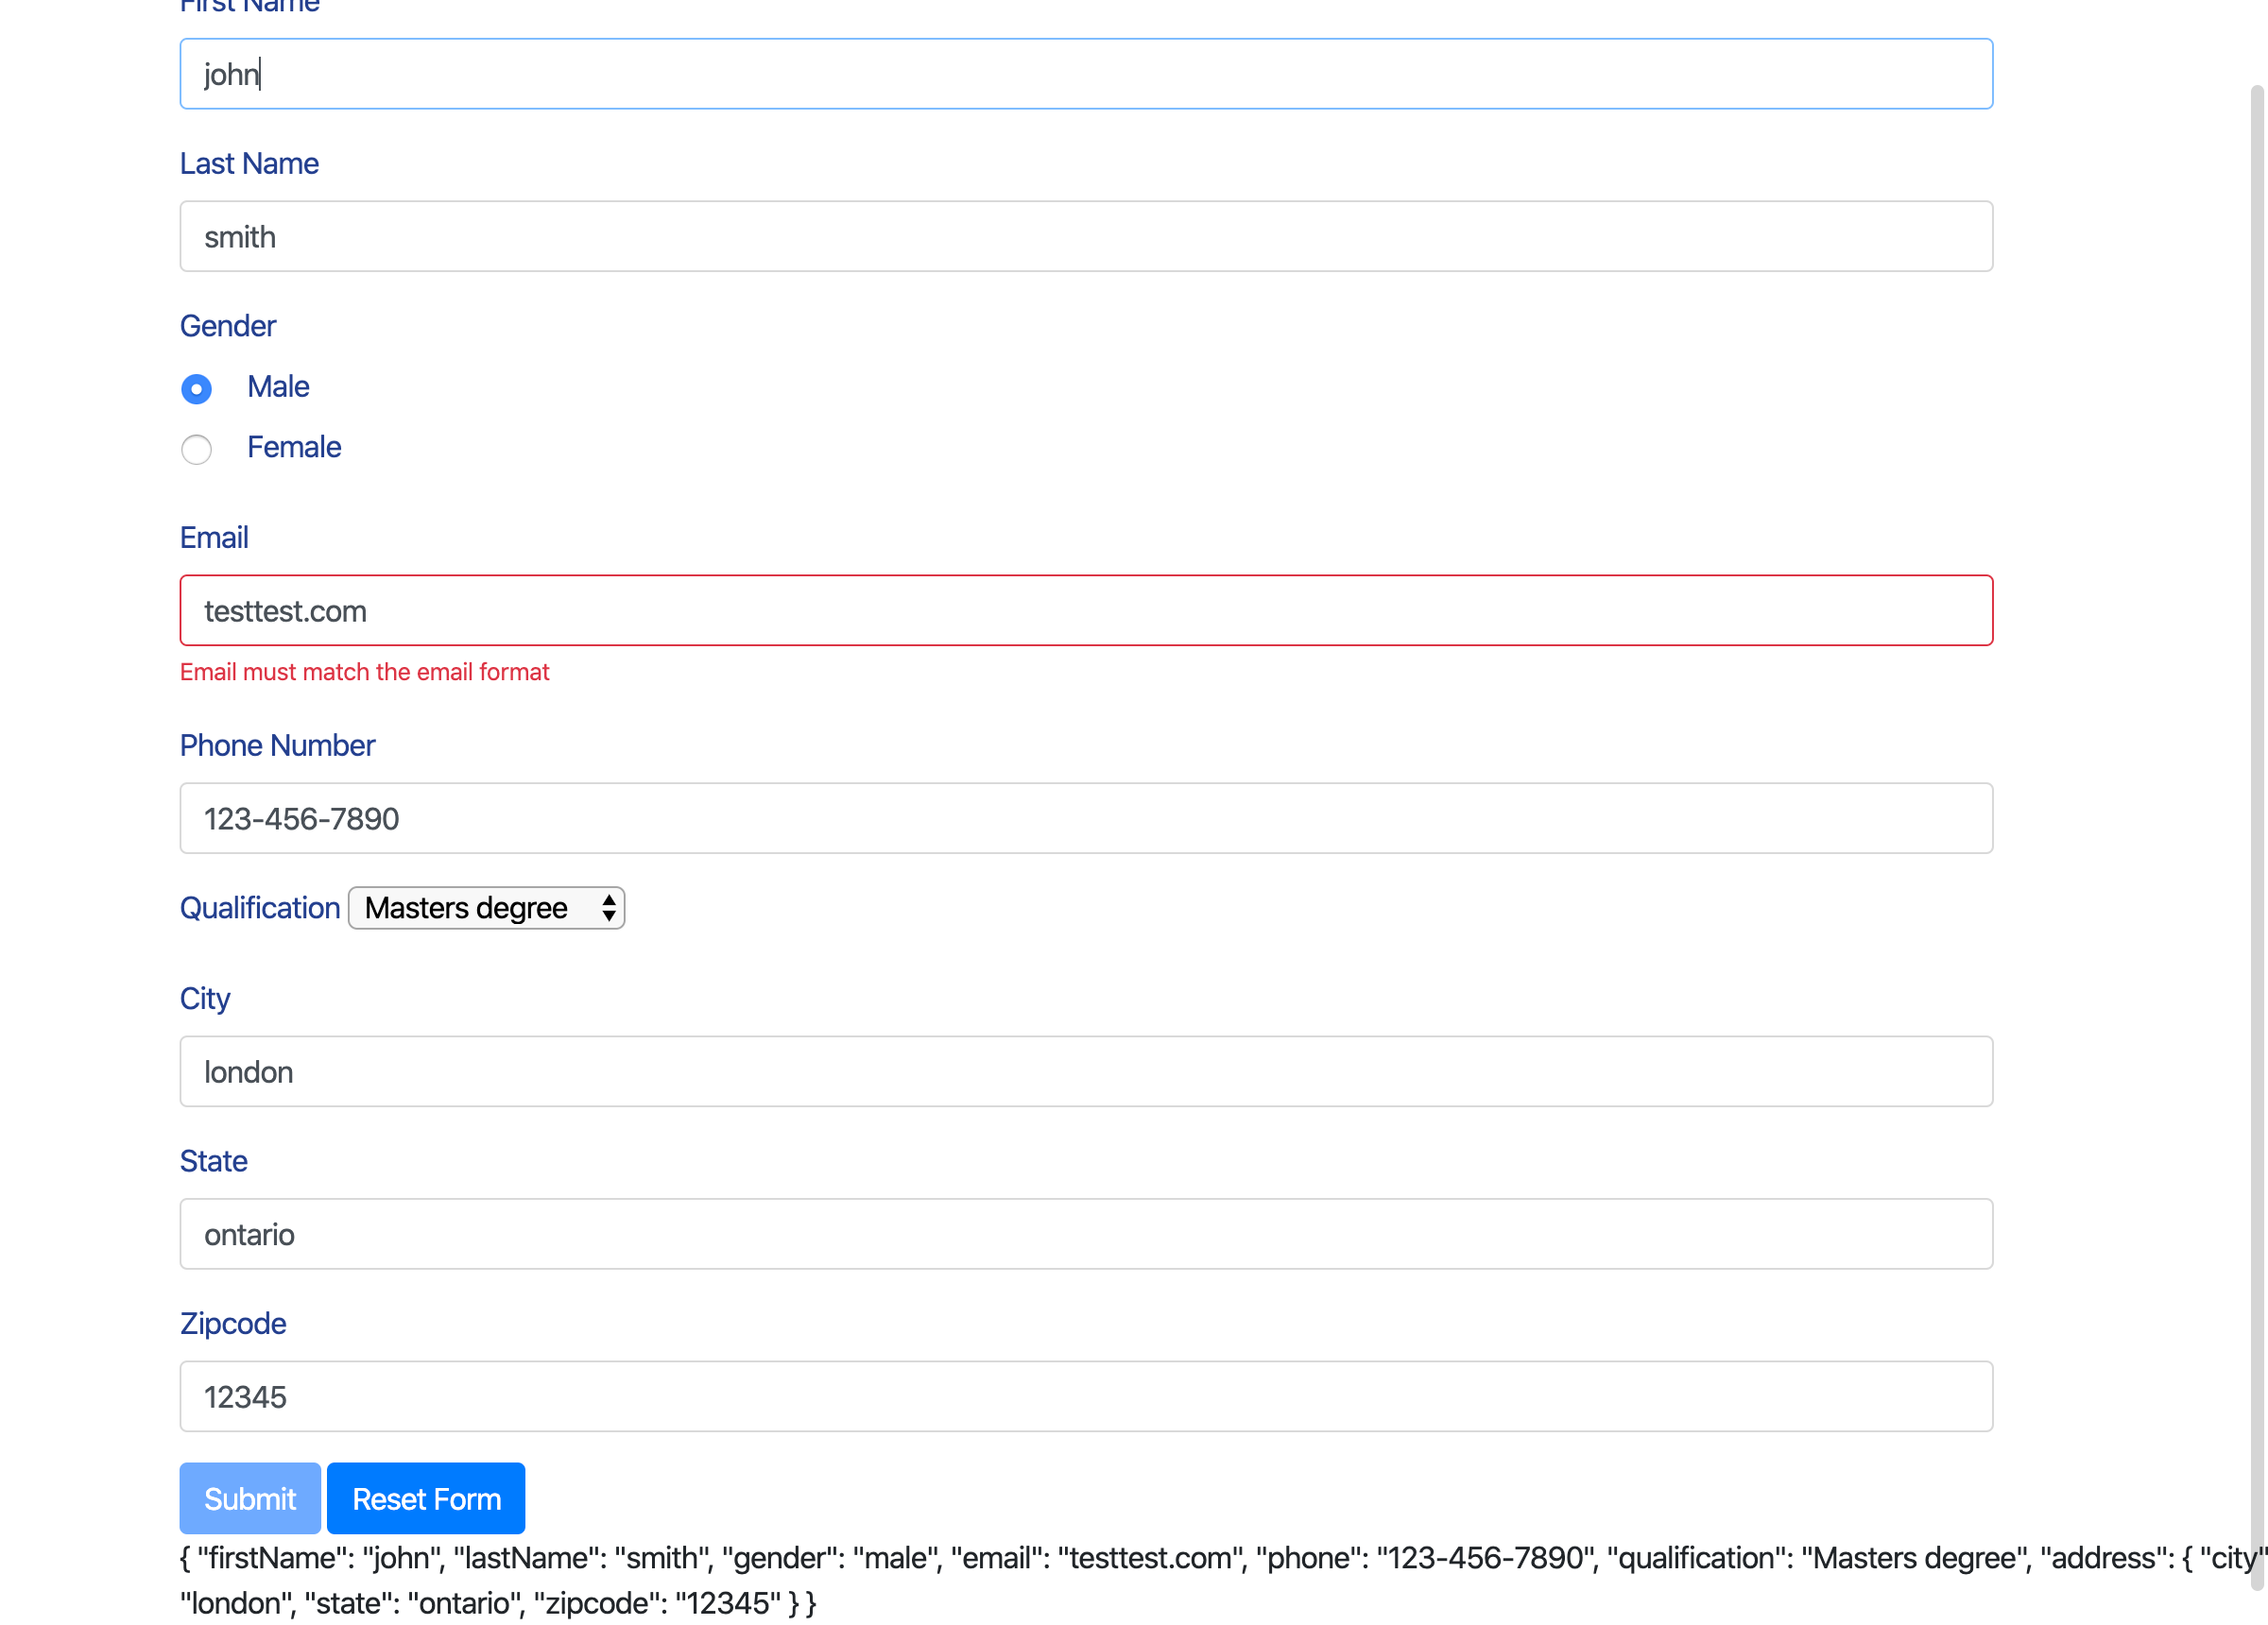 First Name
john
Last Name
smith
Gender
Male
Female
Email
testtest.com
Email must match the email format
Phone Number
123-456-7890
Qualification Masters degree
City
london
State
ontario
Zipcode
12345
Submit Reset Form
{ "firstName": "john", "lastName": "smith", "gender": "male", "email": "testtest.com", "phone": "123-456-7890", "qualification": "Masters degree", "address": { "city"
"london", "state": "ontario", "zipcode": "12345" } }